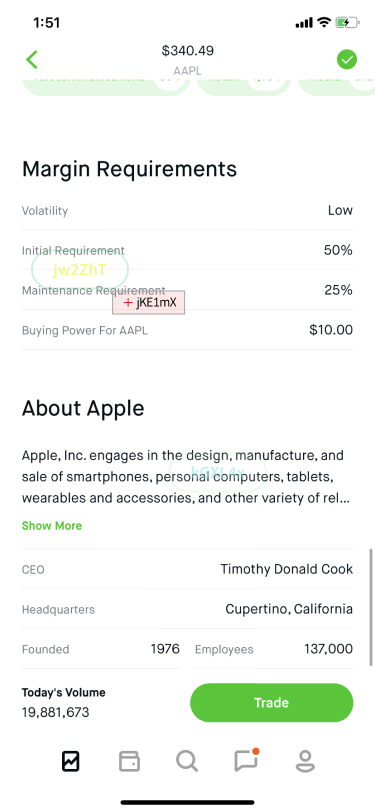 1:51
$340.49
AAPL
Margin Requirements
Volatility Low
Initial Requirement 50%
jw2ZhT
Maintenance Requirement 25%
+ jKE1mX
Buying Power For AAPL $10.00
About Apple
Apple, Inc. engages in the design, manufacture, and
kGXL4x
sale of smartphones, personal computers, tablets,
wearables and accessories, and other variety of rel...
Show More
CEO Timothy Donald Cook
Headquarters Cupertino, California
Founded 1976 Employees 137,000
Today's Volume
19,881,673
Trade